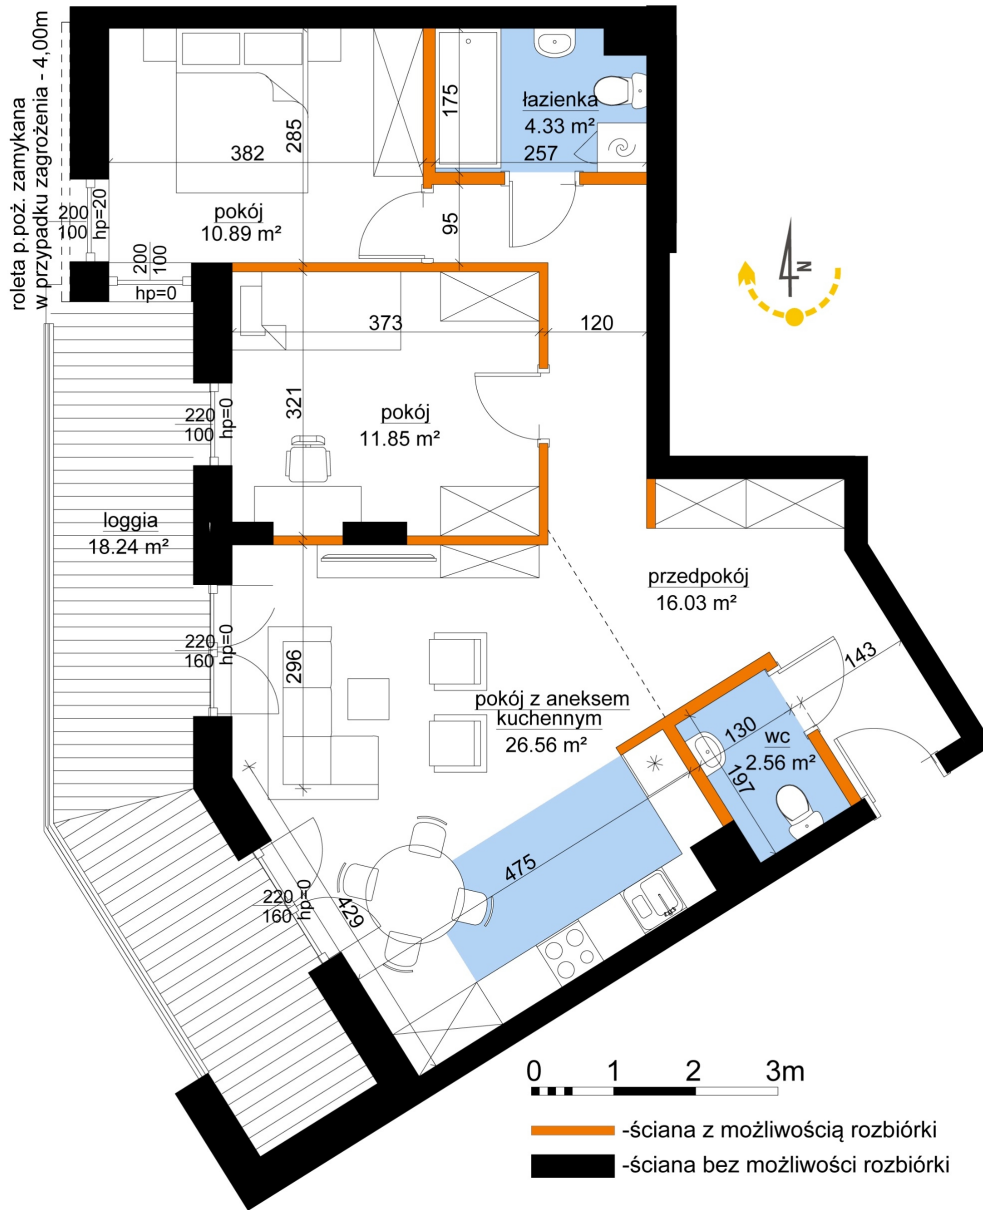 roleta p.poż. zamykana
w przypadku zagrożenia - 4,00m
łazienka
4.33 m²
257
175
382
285
pokój
10.89 m²
95
200
100
hp=20
200
100
hp=0
N
373
120
321
pokój
11.85 m²
220
100
hp=0
loggia
18.24 m²
przedpokój
16.03 m²
220
160
hp=0
296
pokój z aneksem
kuchennym
26.56 m²
143
130
wc
2.56 m²
197
475
429
220
160
hp=0
0 1 2 3m
-ściana z możliwością rozbiórki
-ściana bez możliwości rozbiórki